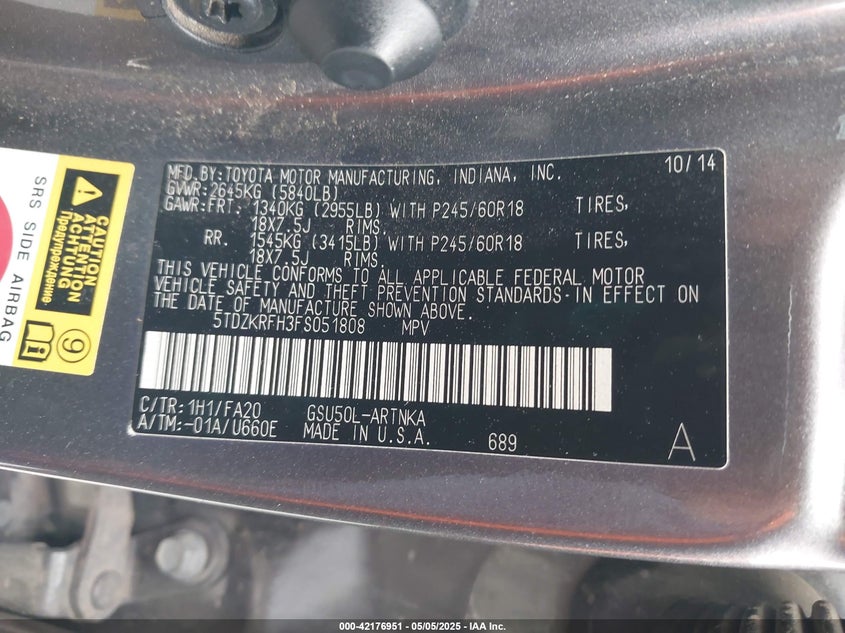 MFD.BY:TOYOTA MOTOR MANUFACTURING, INDIANA, INC. 10/14
GVWR:2645KG (5840LB)
GAWR:FRT: 1340KG (2955LB) WITH P245/60R18 TIRES,
18X7.5J RIMS.
RR. 1545KG (3415LB) WITH P245/60R18 TIRES,
18X7.5J RIMS.
THIS VEHICLE CONFORMS TO ALL APPLICABLE FEDERAL MOTOR
VEHICLE SAFETY AND THEFT PREVENTION STANDARDS-IN EFFECT ON
THE DATE OF MANUFACTURE SHOWN ABOVE.
5TDZKRFH3FS051808 MPV
C/TR:1H1/FA20 GSU50L-ARTNKA
A/TM:-01A/U660E MADE IN U.S.A. 689 A
SRS SIDE AIRBAG
CAUTION
ATTENTION
ACHTUNG
Предупреждение
9
000-42176951 - 05/05/2025 - IAA Inc.